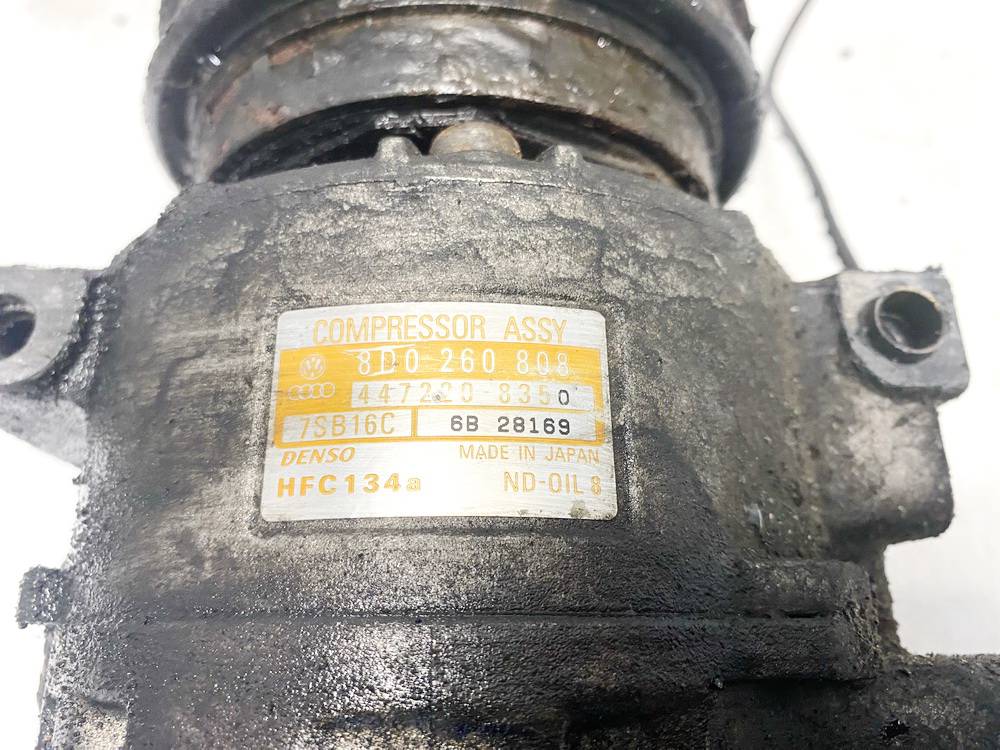 COMPRESSOR ASSY
8D0 260 808
447220-8350
7SB16C 6B 28169
DENSO MADE IN JAPAN
HFC134a ND-OIL 8